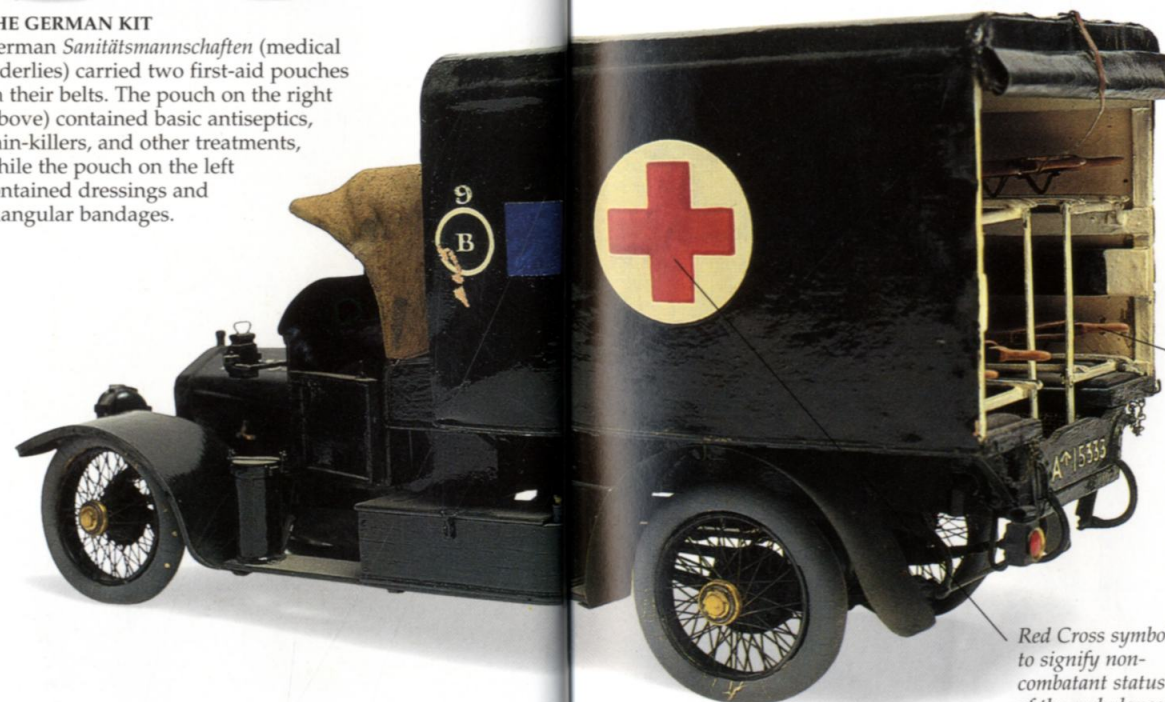 HE GERMAN KIT
erman Sanitätsmannschaften (medical
derlies) carried two first-aid pouches
their belts. The pouch on the right
bove) contained basic antiseptics,
in-killers, and other treatments,
hile the pouch on the left
ntained dressings and
angular bandages.
9
B
A↑15335
Red Cross symbo
to signify non-
combatant status